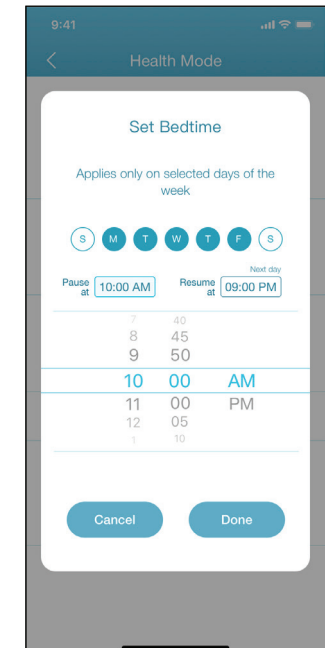 9:41
Health Mode
Set Bedtime
Applies only on selected days of the
week
S M T W T F S
Next day
Pause at 10:00 AM Resume at 09:00 PM
7 40
8 45
9 50
10 00 AM
11 00 PM
12 05
1 10
Cancel Done